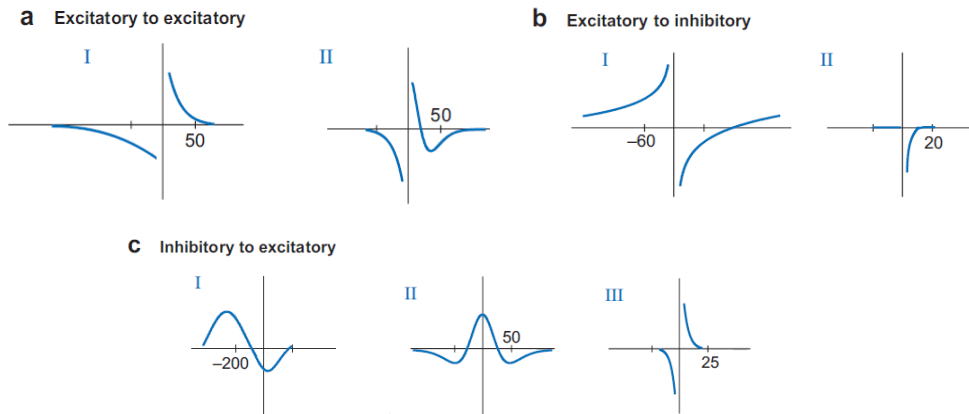 a Excitatory to excitatory
I
50
II
50
b Excitatory to inhibitory
I
–60
II
20
c Inhibitory to excitatory
I
–200
II
50
III
25